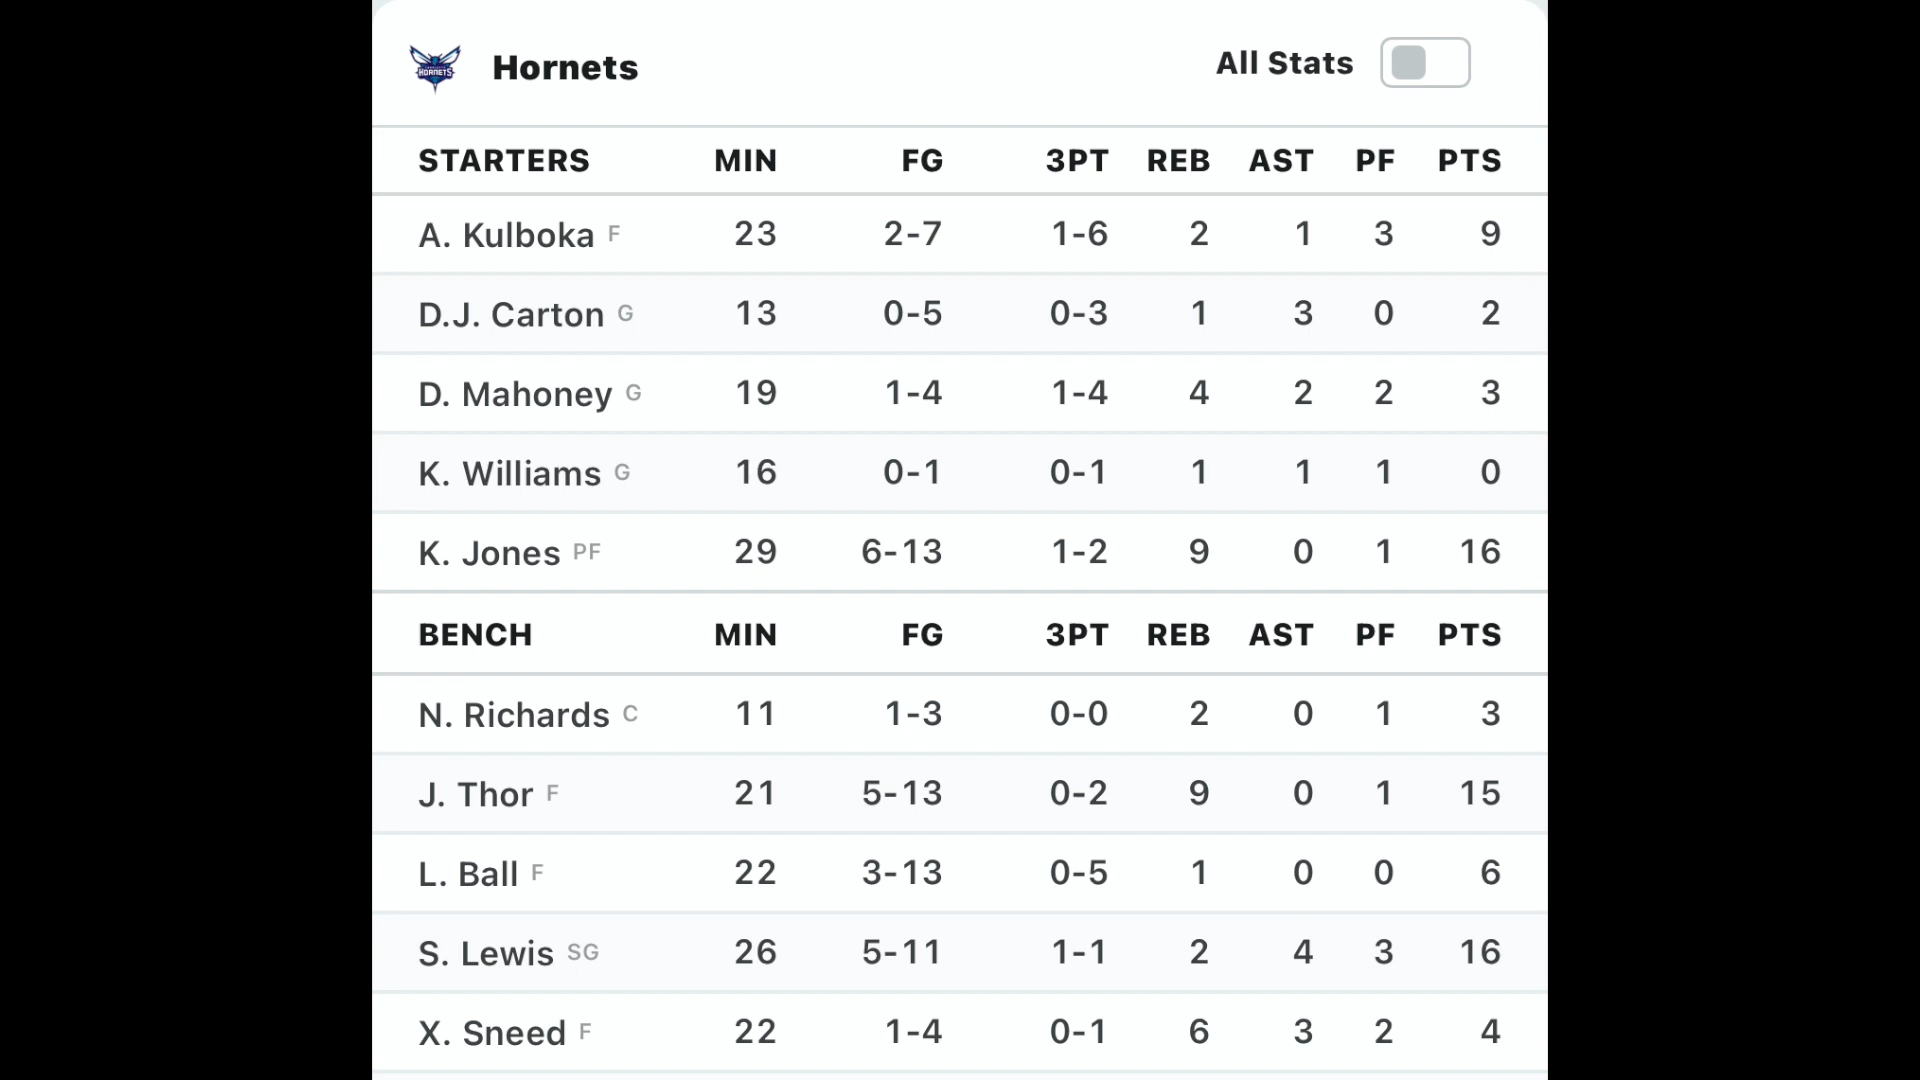 HORNETS
Hornets
All Stats
STARTERS MIN FG 3PT REB AST PF PTS
A. Kulboka F 23 2-7 1-6 2 1 3 9
D.J. Carton G 13 0-5 0-3 1 3 0 2
D. Mahoney G 19 1-4 1-4 4 2 2 3
K. Williams G 16 0-1 0-1 1 1 1 0
K. Jones PF 29 6-13 1-2 9 0 1 16
BENCH MIN FG 3PT REB AST PF PTS
N. Richards C 11 1-3 0-0 2 0 1 3
J. Thor F 21 5-13 0-2 9 0 1 15
L. Ball F 22 3-13 0-5 1 0 0 6
S. Lewis SG 26 5-11 1-1 2 4 3 16
X. Sneed F 22 1-4 0-1 6 3 2 4